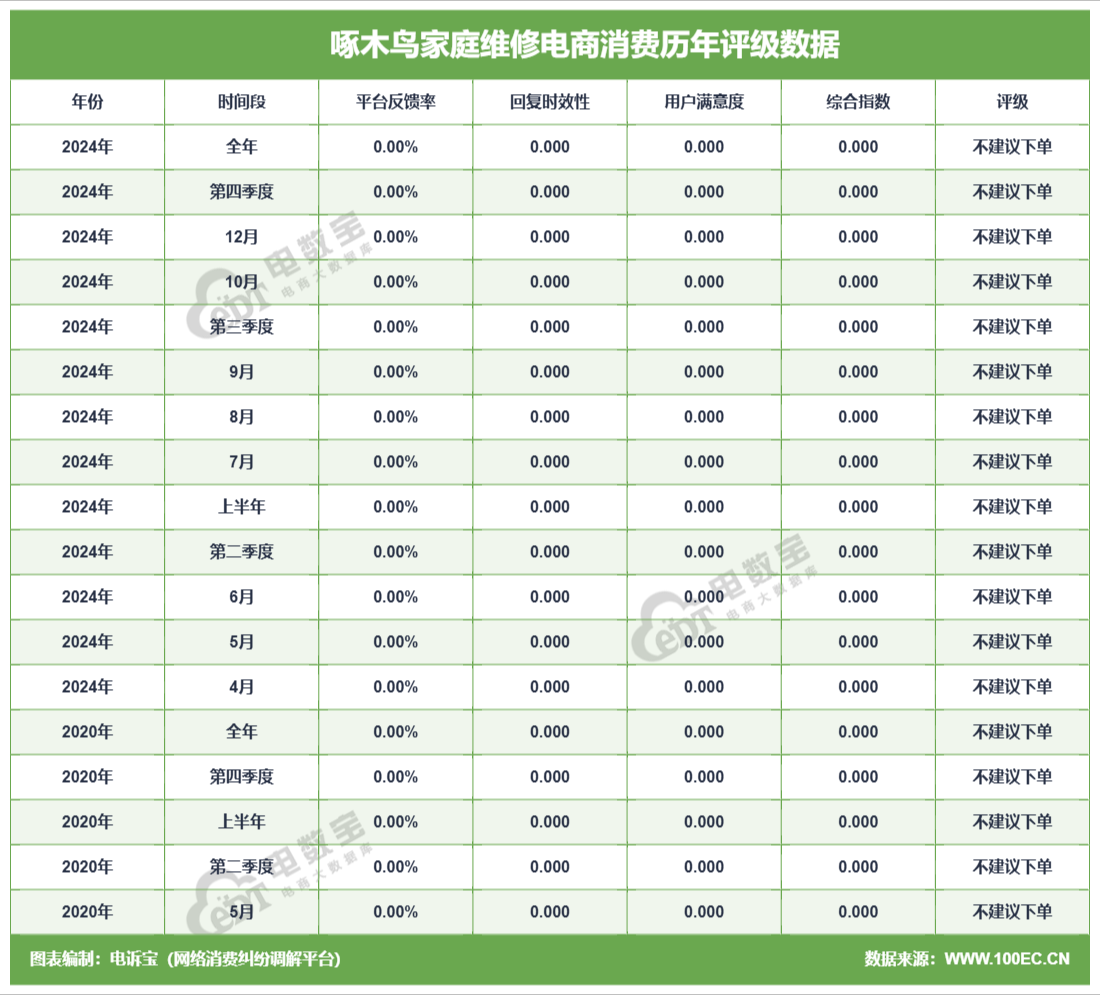 啄木鸟家庭维修电商消费历年评级数据
年份 时间段 平台反馈率 回复时效性 用户满意度 综合指数 评级
2024年 全年 0.00% 0.000 0.000 0.000 不建议下单
2024年 第四季度 0.00% 0.000 0.000 0.000 不建议下单
2024年 12月 0.00% 0.000 0.000 0.000 不建议下单
2024年 10月 0.00% 0.000 0.000 0.000 不建议下单
2024年 第三季度 0.00% 0.000 0.000 0.000 不建议下单
2024年 9月 0.00% 0.000 0.000 0.000 不建议下单
2024年 8月 0.00% 0.000 0.000 0.000 不建议下单
2024年 7月 0.00% 0.000 0.000 0.000 不建议下单
2024年 上半年 0.00% 0.000 0.000 0.000 不建议下单
2024年 第二季度 0.00% 0.000 0.000 0.000 不建议下单
2024年 6月 0.00% 0.000 0.000 0.000 不建议下单
2024年 5月 0.00% 0.000 0.000 0.000 不建议下单
2024年 4月 0.00% 0.000 0.000 0.000 不建议下单
2020年 全年 0.00% 0.000 0.000 0.000 不建议下单
2020年 第四季度 0.00% 0.000 0.000 0.000 不建议下单
2020年 上半年 0.00% 0.000 0.000 0.000 不建议下单
2020年 第二季度 0.00% 0.000 0.000 0.000 不建议下单
2020年 5月 0.00% 0.000 0.000 0.000 不建议下单
图表编制：电诉宝（网络消费纠纷调解平台） 数据来源：WWW.100EC.CN
电数宝
电商大数据库
eDT
电数宝
电商大数据库
eDT
电数宝
电商大数据库
eDT